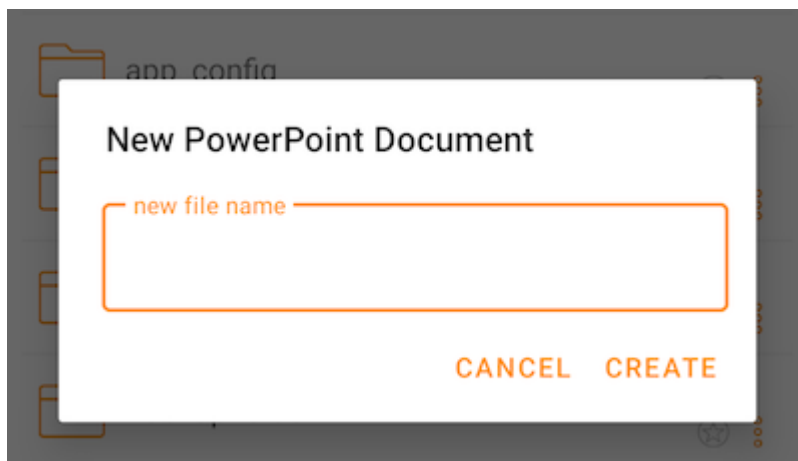 app_config
New PowerPoint Document
new file name
CANCEL CREATE